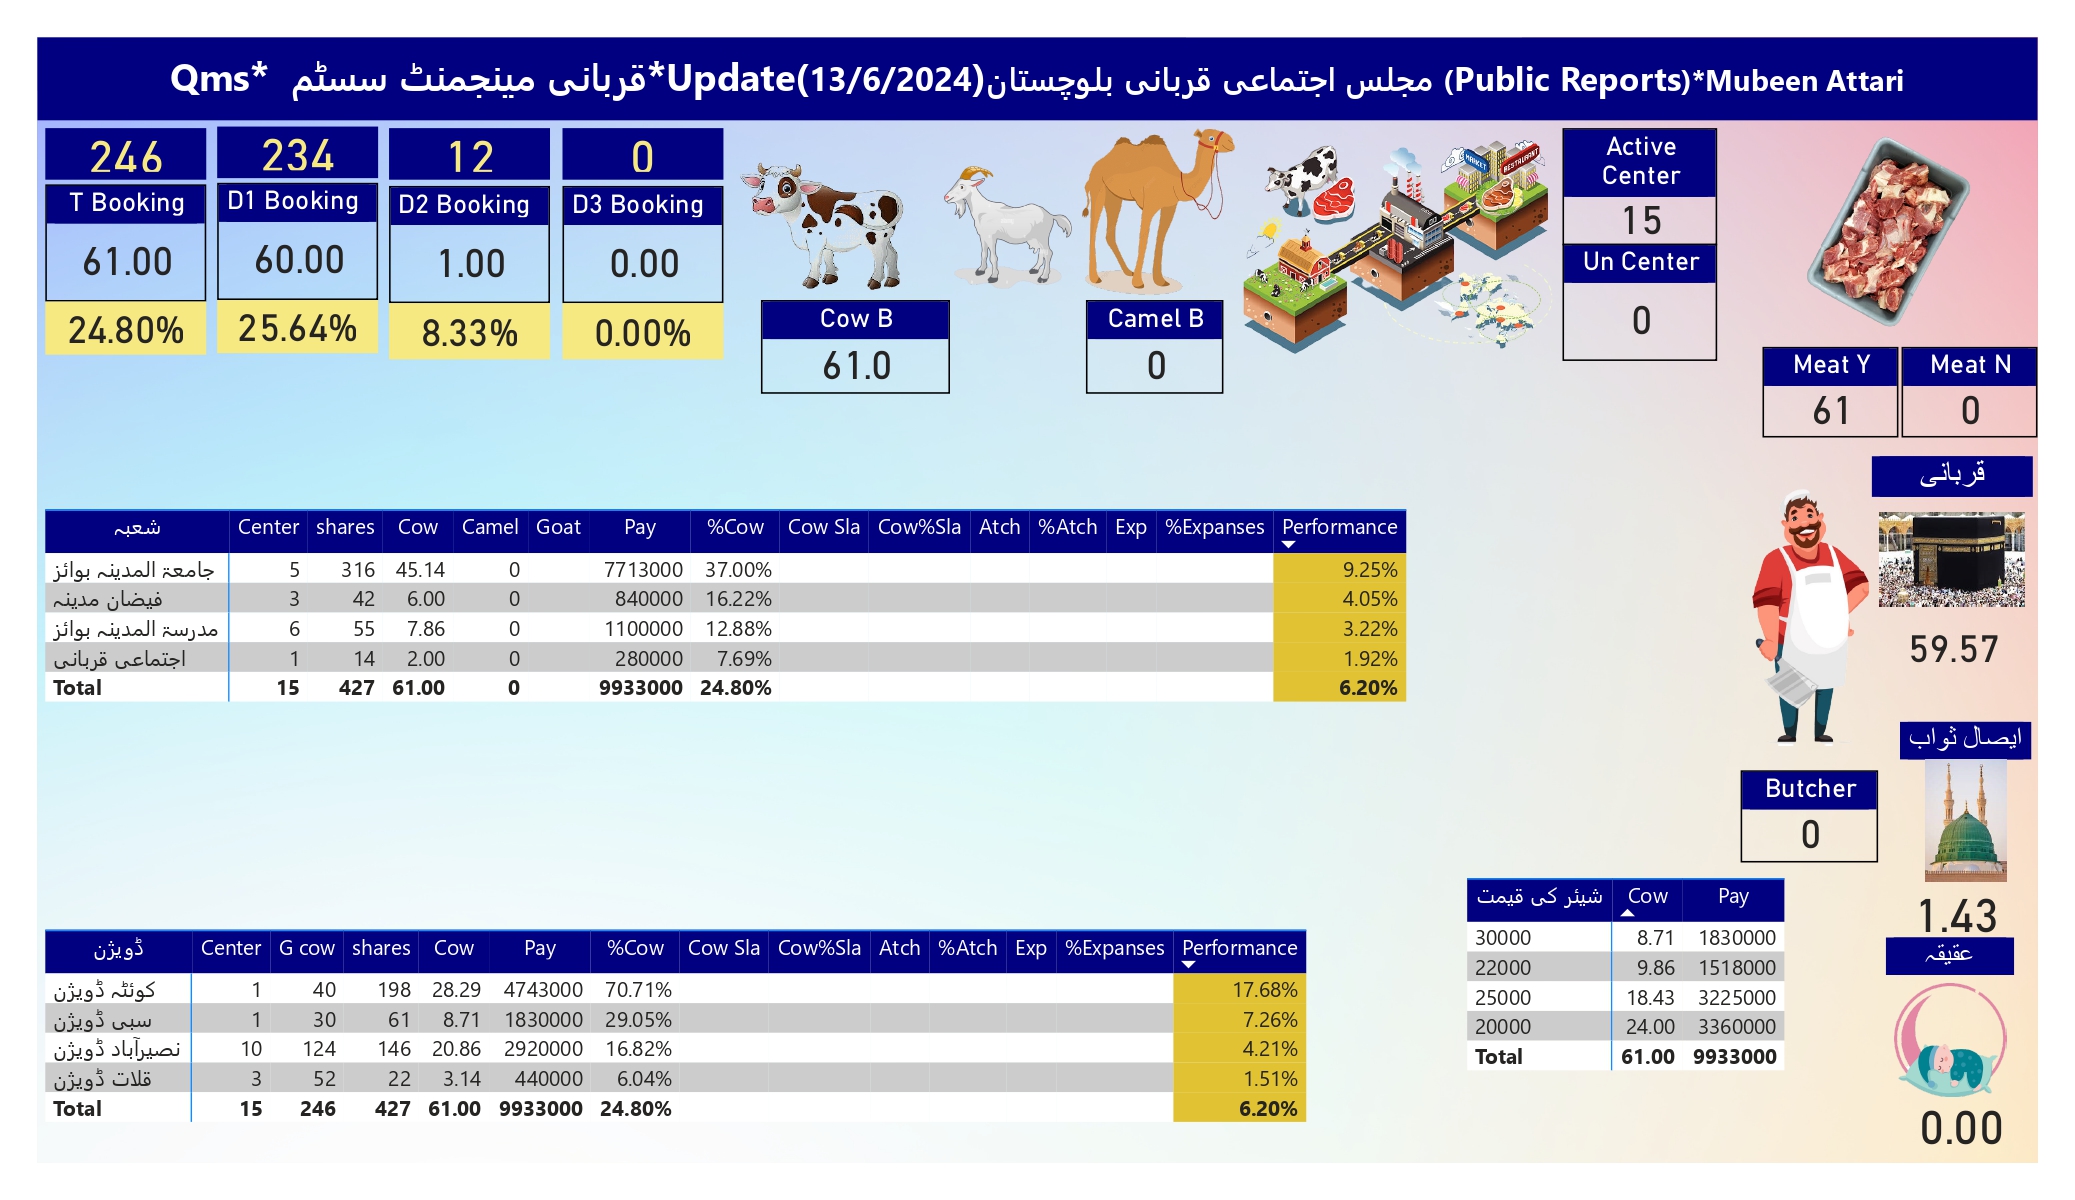 Qms* قربانی مینجمنٹ سسٹم*Update(13/6/2024)مجلس اجتماعی قربانی بلوچستان (Public Reports)*Mubeen Attari
246 234 12 0
T Booking D1 Booking D2 Booking D3 Booking
61.00 60.00 1.00 0.00
24.80% 25.64% 8.33% 0.00%
Cow B
61.0
Camel B
0
MARKET
RESTAURANT
Active
Center
15
Un Center
0
Meat Y Meat N
61 0
قربانی
59.57
شعبہ Center shares Cow Camel Goat Pay %Cow Cow Sla Cow%Sla Atch %Atch Exp %Expanses Performance
جامعۃ المدینہ بوائز 5 316 45.14 0 7713000 37.00% 9.25%
فیضان مدینہ 3 42 6.00 0 840000 16.22% 4.05%
مدرسۃ المدینہ بوائز 6 55 7.86 0 1100000 12.88% 3.22%
اجتماعی قربانی 1 14 2.00 0 280000 7.69% 1.92%
Total 15 427 61.00 0 9933000 24.80% 6.20%
ایصال ثواب
1.43
Butcher
0
عقیقہ
0.00
ڈویژن Center G cow shares Cow Pay %Cow Cow Sla Cow%Sla Atch %Atch Exp %Expanses Performance
کوئٹہ ڈویژن 1 40 198 28.29 4743000 70.71% 17.68%
سبی ڈویژن 1 30 61 8.71 1830000 29.05% 7.26%
نصیرآباد ڈویژن 10 124 146 20.86 2920000 16.82% 4.21%
قلات ڈویژن 3 52 22 3.14 440000 6.04% 1.51%
Total 15 246 427 61.00 9933000 24.80% 6.20%
شیئر کی قیمت Cow Pay
30000 8.71 1830000
22000 9.86 1518000
25000 18.43 3225000
20000 24.00 3360000
Total 61.00 9933000